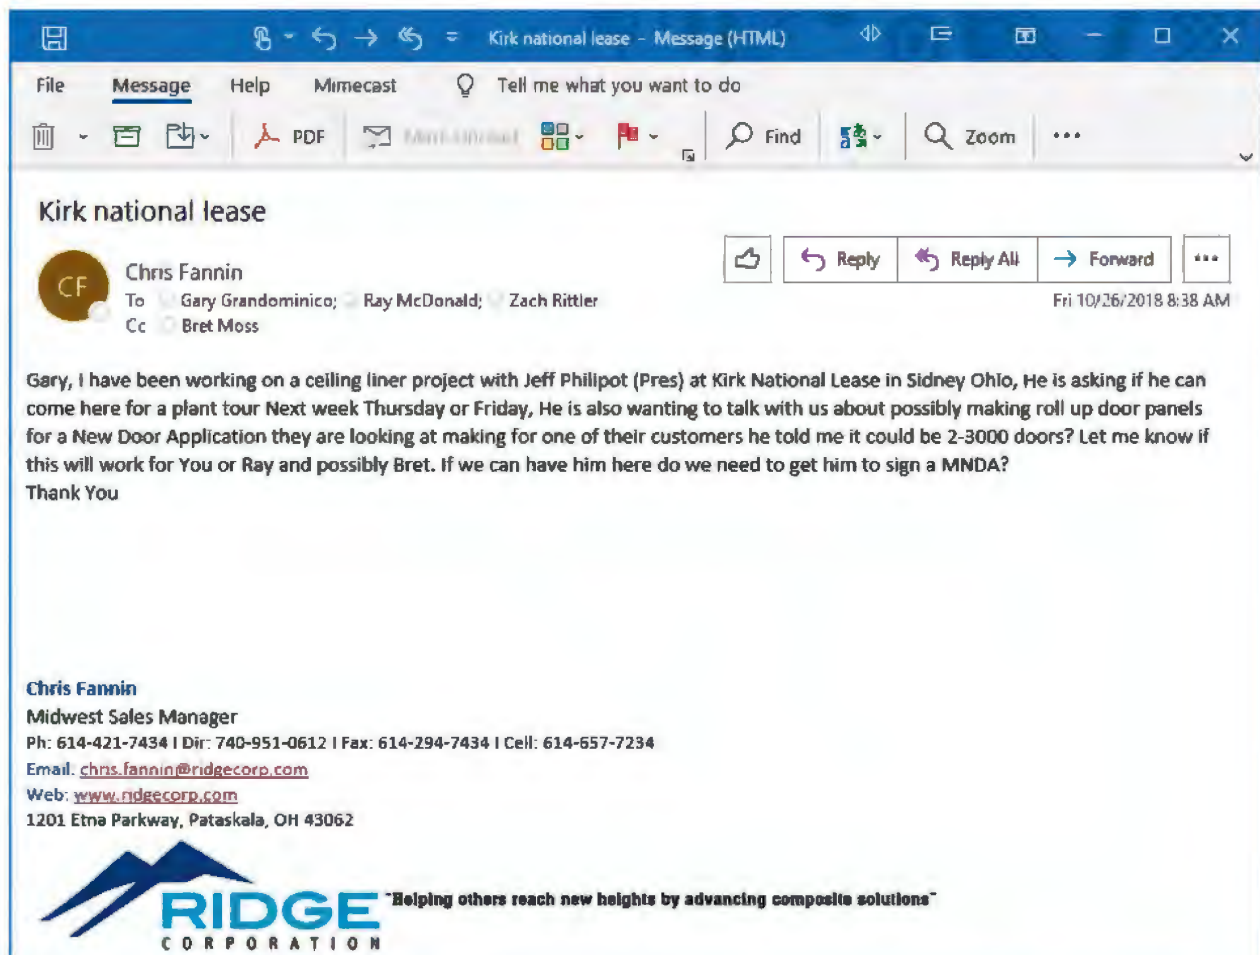 Kirk national lease - Message (HTML)
File Message Help Mimecast Tell me what you want to do
PDF Find Zoom ...
Kirk national lease
CF
Chris Fannin
Reply Reply All Forward ...
To Gary Grandominico; Ray McDonald; Zach Rittler
Fri 10/26/2018 8:38 AM
Cc Bret Moss
Gary, I have been working on a ceiling liner project with Jeff Philipot (Pres) at Kirk National Lease in Sidney Ohio, He is asking if he can
come here for a plant tour Next week Thursday or Friday, He is also wanting to talk with us about possibly making roll up door panels
for a New Door Application they are looking at making for one of their customers he told me it could be 2-3000 doors? Let me know if
this will work for You or Ray and possibly Bret. If we can have him here do we need to get him to sign a MNDA?
Thank You
Chris Fannin
Midwest Sales Manager
Ph: 614-421-7434 I Dir: 740-951-0612 I Fax: 614-294-7434 I Cell: 614-657-7234
Email: chris.fannin@ridgecorp.com
Web: www.ridgecorp.com
1201 Etna Parkway, Pataskala, OH 43062
RIDGE
CORPORATION
"Helping others reach new heights by advancing composite solutions"